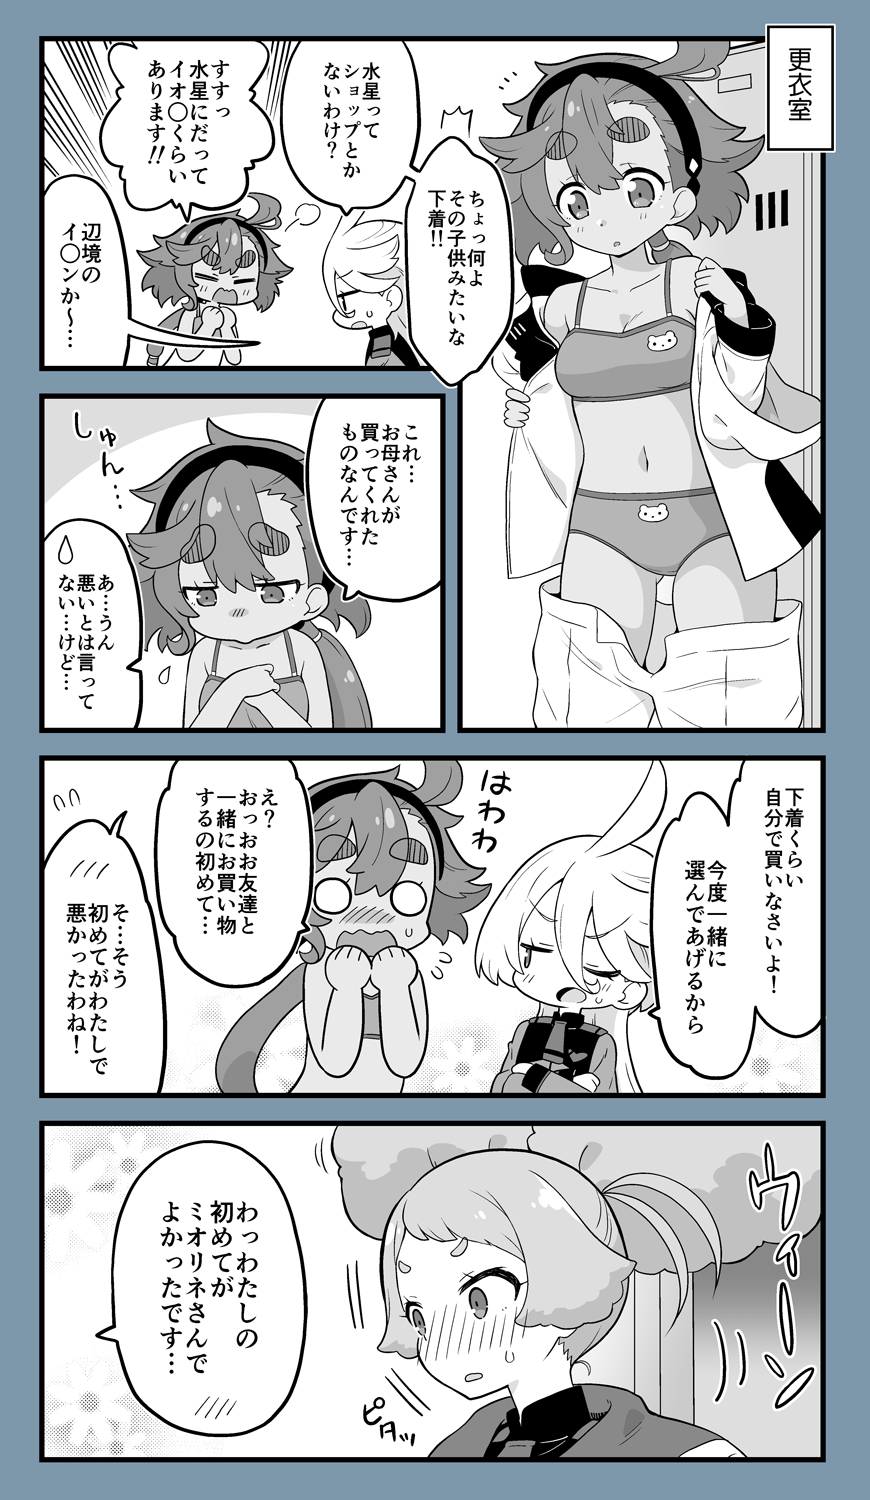 更衣室
ちょっ何よ
その子供みたいな
下着!!
水星って
ショップとか
ないわけ？
すすっ
水星にだって
イオ〇くらい
あります!!
辺境の
イ〇ンか〜…
これ…
お母さんが
買ってくれた
ものなんです…
しゅん…
あ…うん
悪いとは言って
ない…けど…
下着くらい
自分で買いなさいよ！
今度一緒に
選んであげるから
はわわ
え？
おっおお友達と
一緒にお買い物
するの初めて…
そ…そう
初めてがわたしで
悪かったわね！
ウィーン
わっわたしの
初めてが
ミオリネさんで
よかったです…
ピタッ